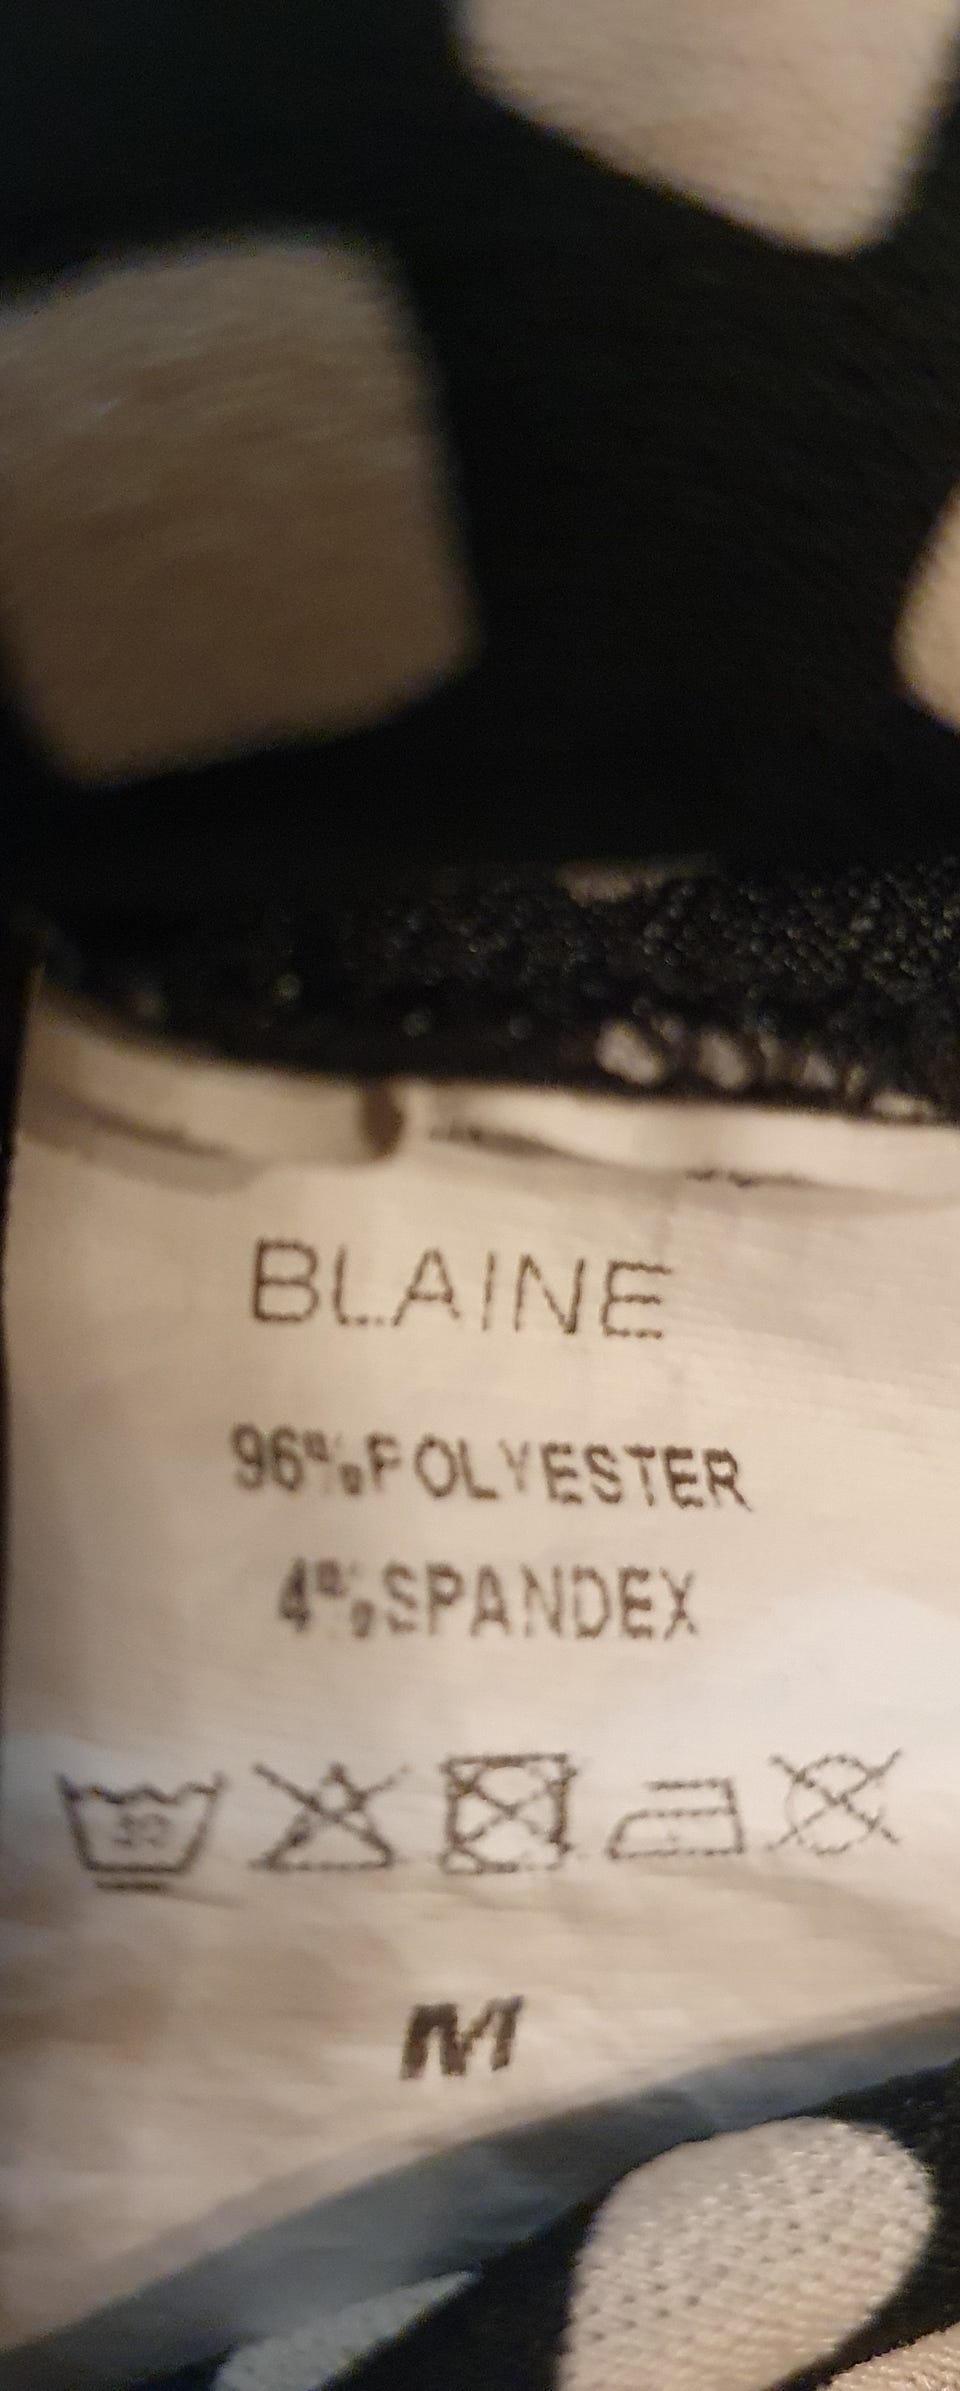 BLAINE
96%POLYESTER
4%SPANDEX
M